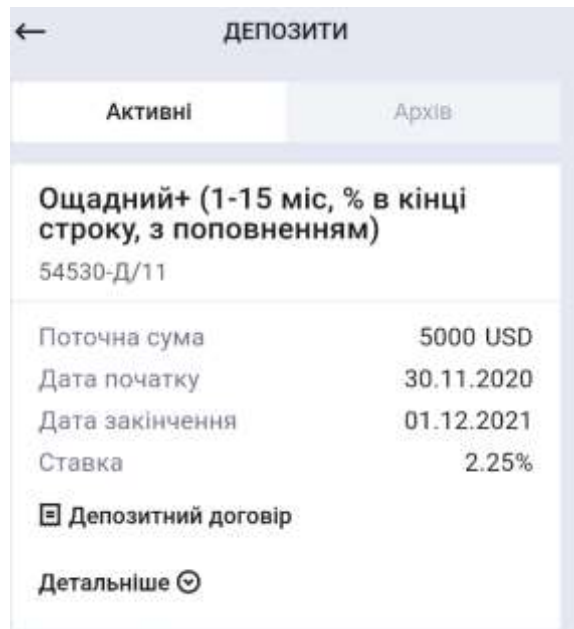 ДЕПОЗИТИ
Активні
Архів
Ощадний+ (1-15 міс, % в кінці
строку, з поповненням)
54530-Д/11
Поточна сума 5000 USD
Дата початку 30.11.2020
Дата закінчення 01.12.2021
Ставка 2.25%
Депозитний договір
Детальніше